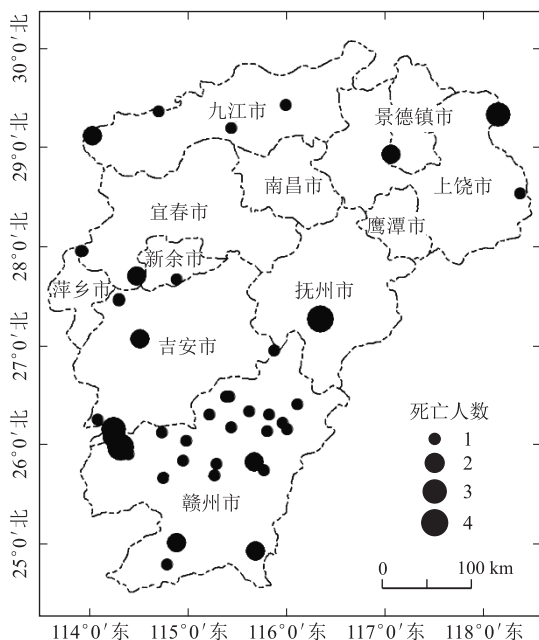 30°0′北
29°0′北
28°0′北
27°0′北
26°0′北
25°0′北
九江市
景德镇市
南昌市
上饶市
宜春市
鹰潭市
新余市
萍乡市
抚州市
吉安市
赣州市
死亡人数
1
2
3
4
0 100 km
114°0′东 115°0′东 116°0′东 117°0′东 118°0′东